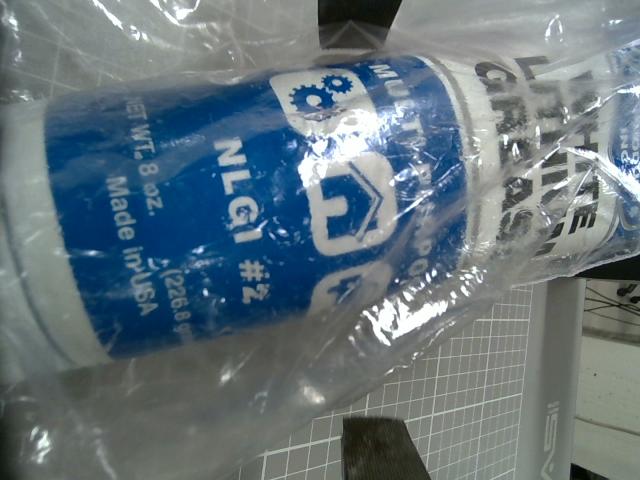 WHITE
LITHIUM
GREASE
NLGI #2
NET WT. 8 oz.
(226.8 g)
Made in USA